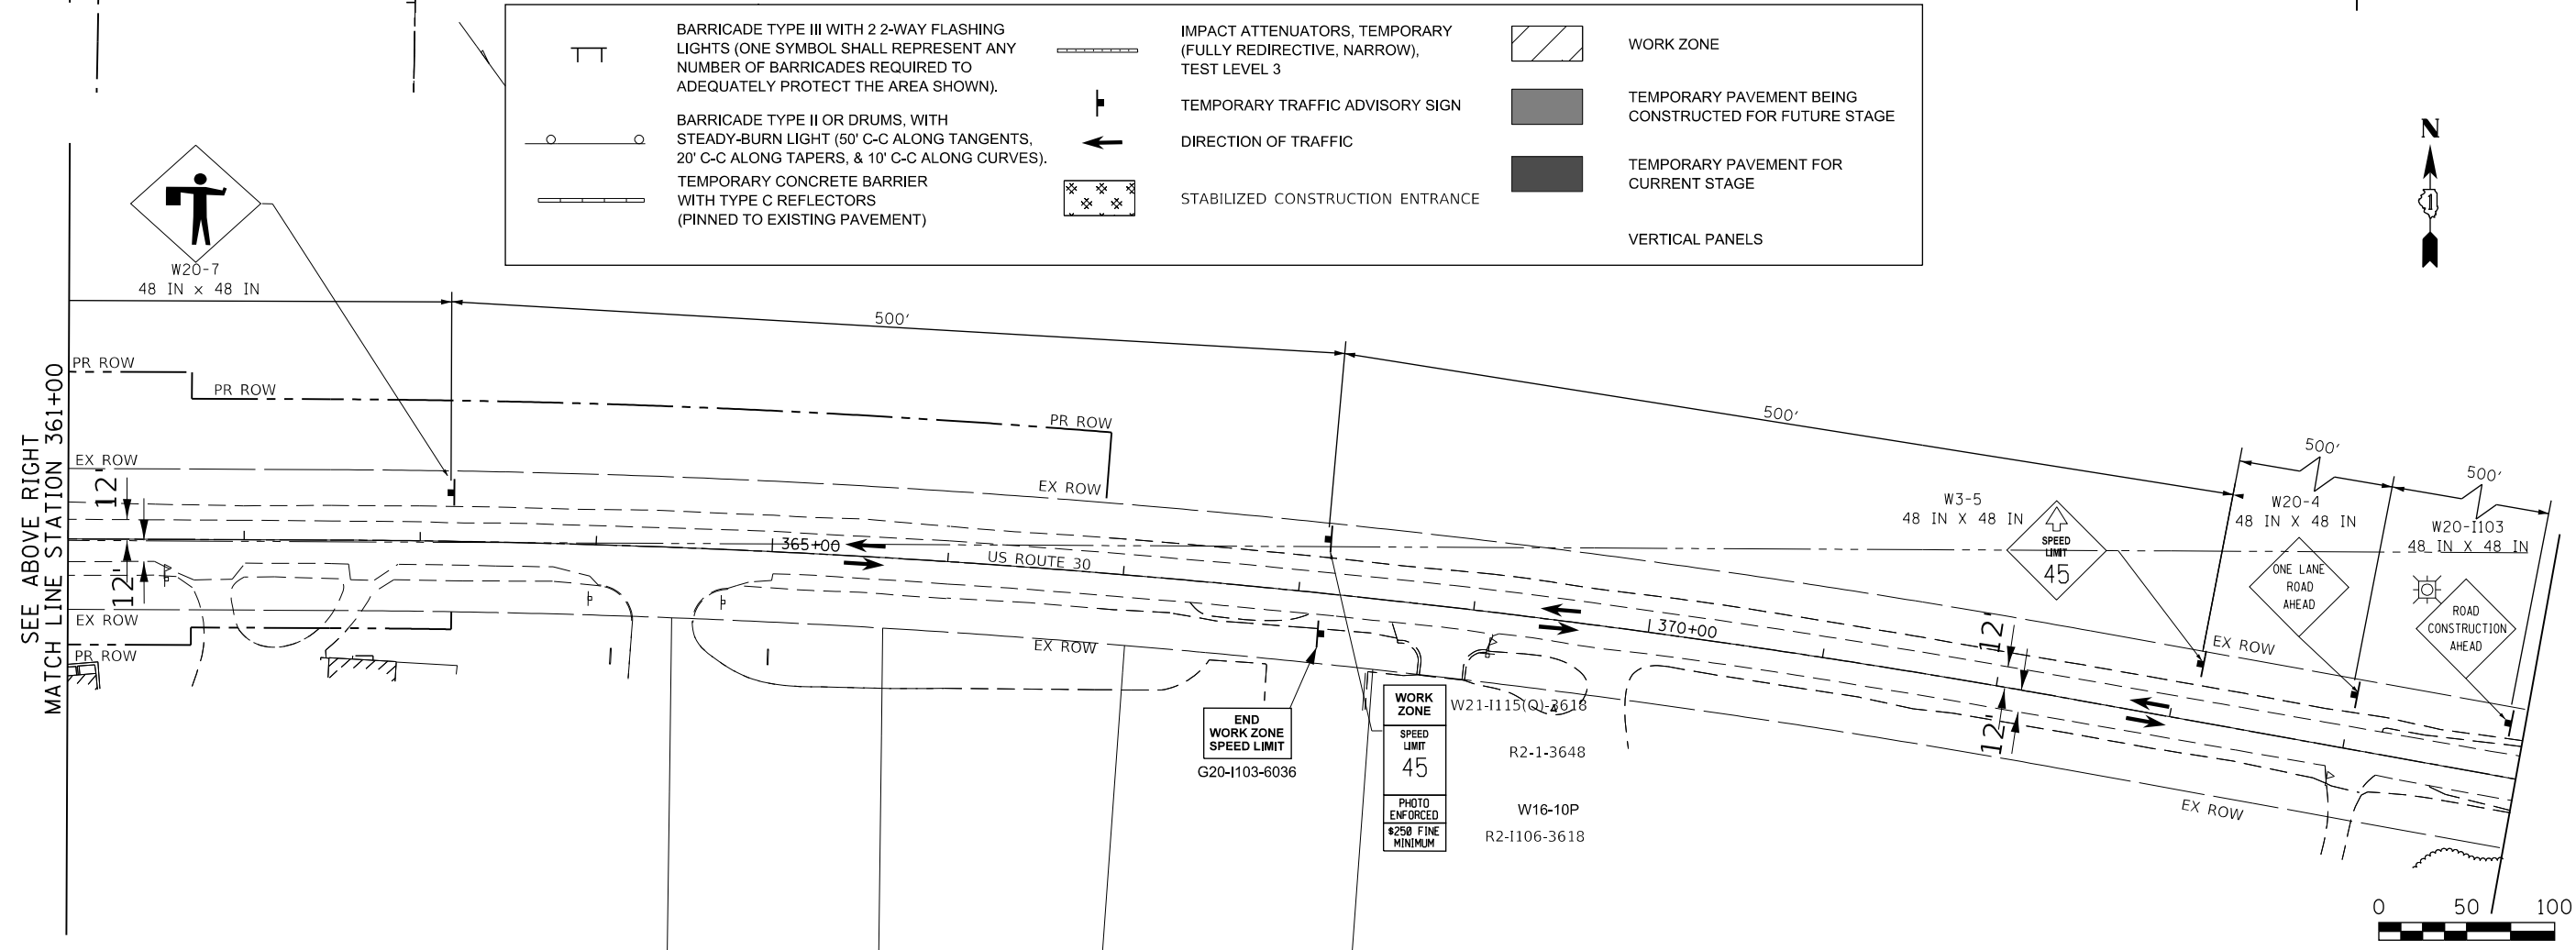 BARRICADE TYPE III WITH 2 2-WAY FLASHING
LIGHTS (ONE SYMBOL SHALL REPRESENT ANY
NUMBER OF BARRICADES REQUIRED TO
ADEQUATELY PROTECT THE AREA SHOWN).
BARRICADE TYPE II OR DRUMS, WITH
STEADY-BURN LIGHT (50' C-C ALONG TANGENTS,
20' C-C ALONG TAPERS, & 10' C-C ALONG CURVES).
TEMPORARY CONCRETE BARRIER
WITH TYPE C REFLECTORS
(PINNED TO EXISTING PAVEMENT)
IMPACT ATTENUATORS, TEMPORARY
(FULLY REDIRECTIVE, NARROW),
TEST LEVEL 3
TEMPORARY TRAFFIC ADVISORY SIGN
DIRECTION OF TRAFFIC
STABILIZED CONSTRUCTION ENTRANCE
WORK ZONE
TEMPORARY PAVEMENT BEING
CONSTRUCTED FOR FUTURE STAGE
TEMPORARY PAVEMENT FOR
CURRENT STAGE
VERTICAL PANELS
N
1
W20-7
48 IN x 48 IN
500'
500'
500'
500'
SEE ABOVE RIGHT
MATCH LINE STATION 361+00
PR ROW
PR ROW
PR ROW
EX ROW
EX ROW
12'
12'
EX ROW
PR ROW
365+00
US ROUTE 30
EX ROW
370+00
12'
12'
EX ROW
EX ROW
W3-5
48 IN X 48 IN
SPEED
LIMIT
45
W20-4
48 IN X 48 IN
ONE LANE
ROAD
AHEAD
W20-I103
48 IN X 48 IN
ROAD
CONSTRUCTION
AHEAD
END
WORK ZONE
SPEED LIMIT
G20-I103-6036
WORK
ZONE
W21-I115(O)-3618
SPEED
LIMIT
45
R2-1-3648
PHOTO
ENFORCED
W16-10P
$250 FINE
MINIMUM
R2-I106-3618
0 50 100